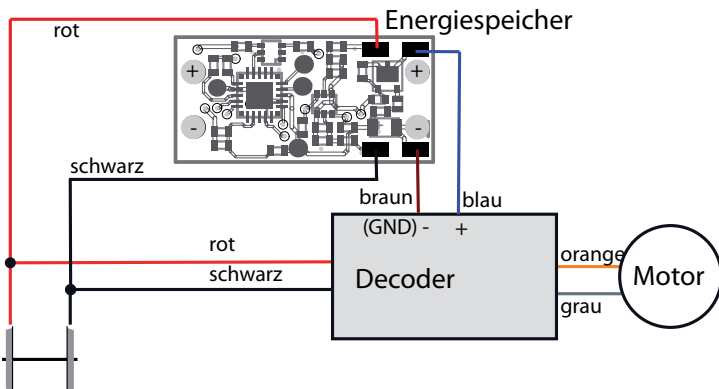 Energiespeicher
rot
+
+
-
-
schwarz
braun
blau
(GND) - +
rot
orange
schwarz
Decoder
Motor
grau